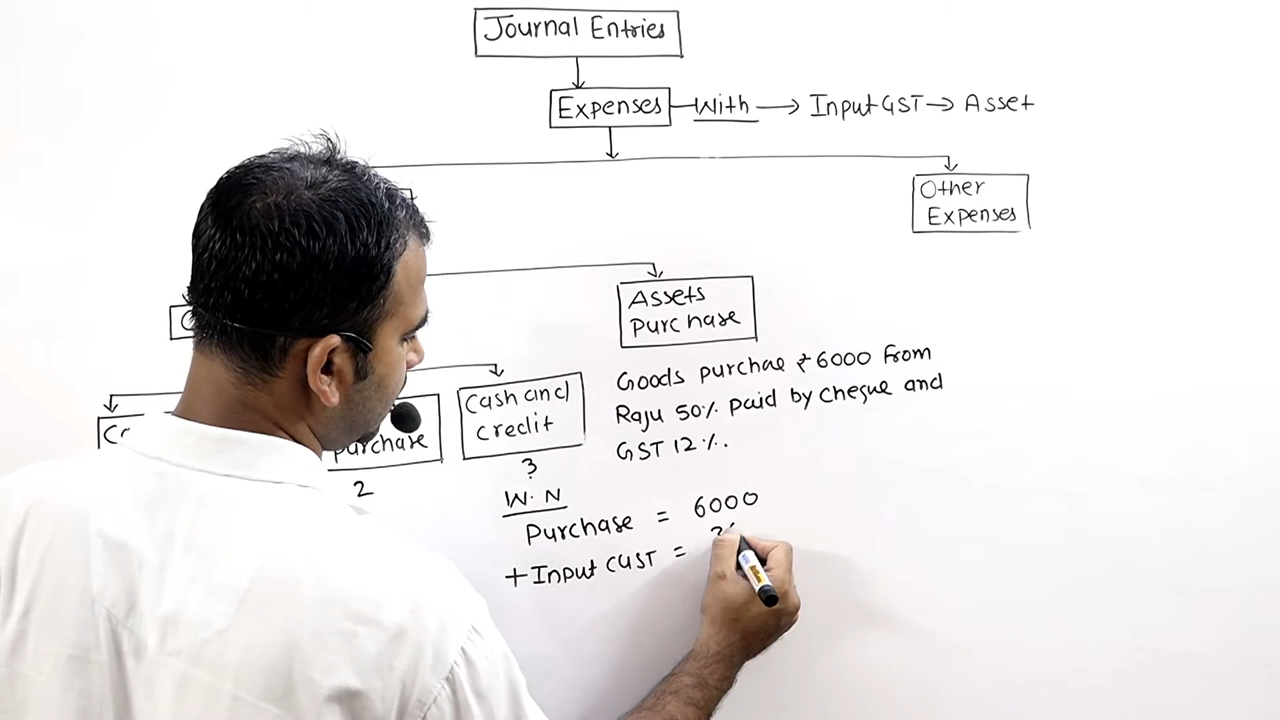 Journal Entries
Expenses With → Input GST → Asset
Other
Expenses
Assets
Purchase
Goods purchae ₹6000 From
Raju 50% paid by cheque and
GST 12%.
Cash and
credit
purchase
2
3
W.N
Purchase = 6000
+ Input CGST =